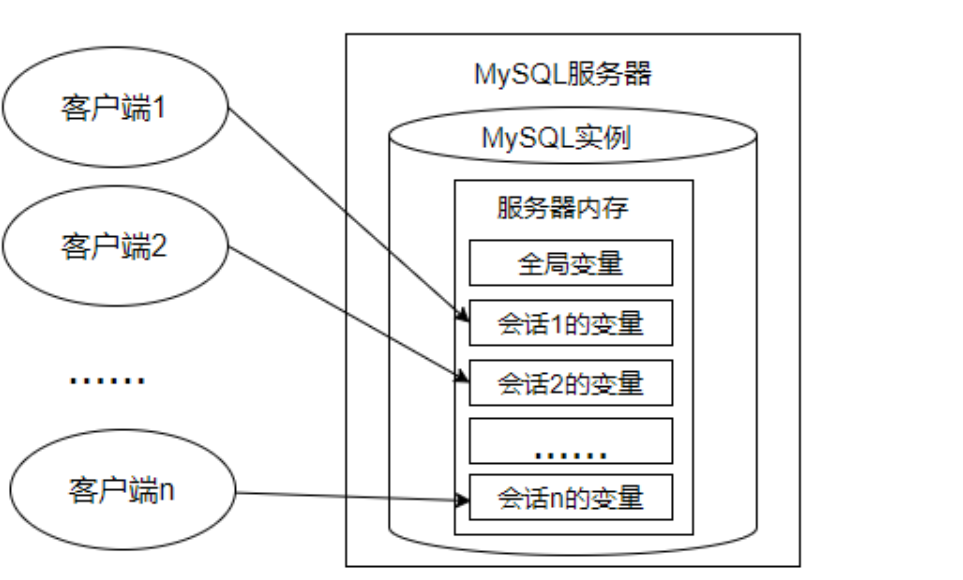 客户端1
客户端2
……
客户端n
MySQL服务器
MySQL实例
服务器内存
全局变量
会话1的变量
会话2的变量
……
会话n的变量